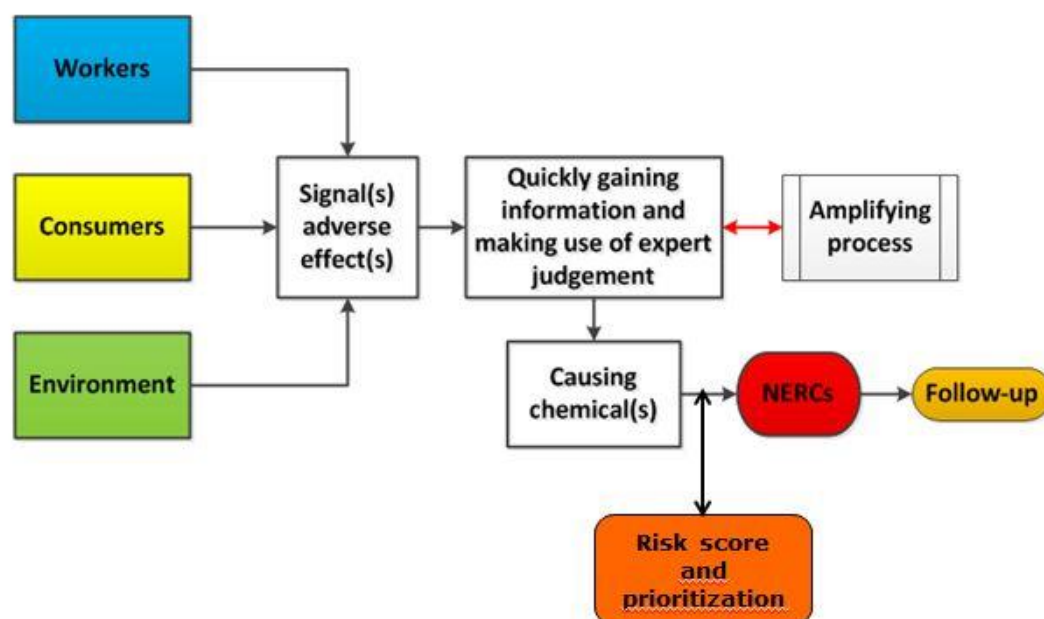 Workers
Consumers
Environment
Signal(s)
adverse
effect(s)
Quickly gaining
information and
making use of expert
judgement
Amplifying
process
Causing
chemical(s)
NERCs
Follow-up
Risk score
and
prioritization